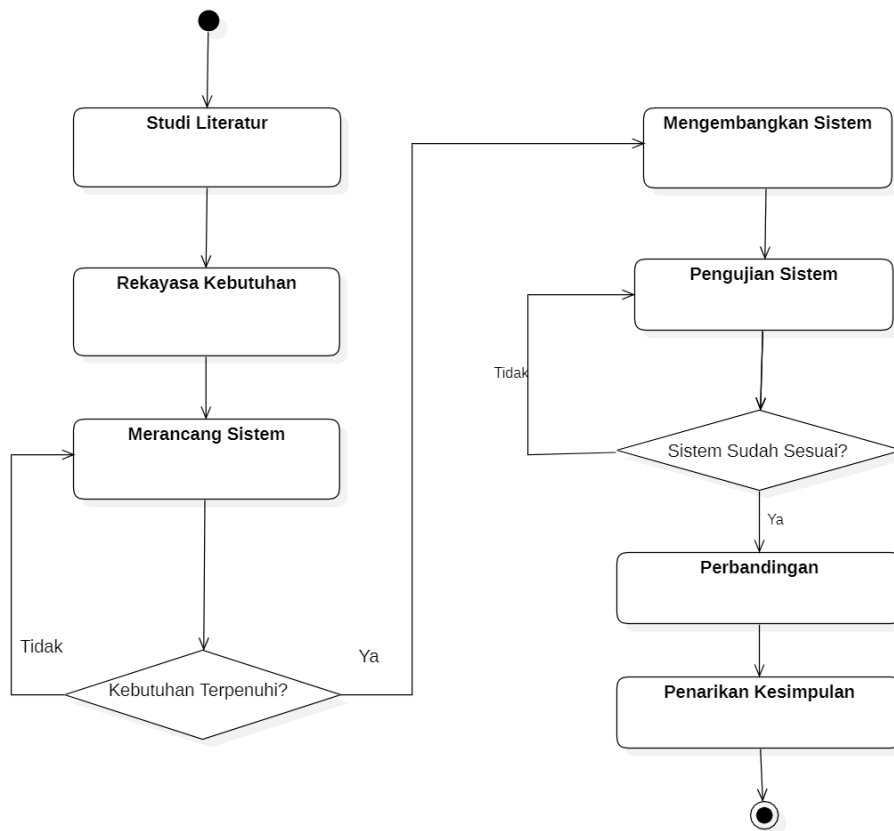 Studi Literatur
Rekayasa Kebutuhan
Merancang Sistem
Tidak
Kebutuhan Terpenuhi?
Ya
Mengembangkan Sistem
Pengujian Sistem
Tidak
Sistem Sudah Sesuai?
Ya
Perbandingan
Penarikan Kesimpulan